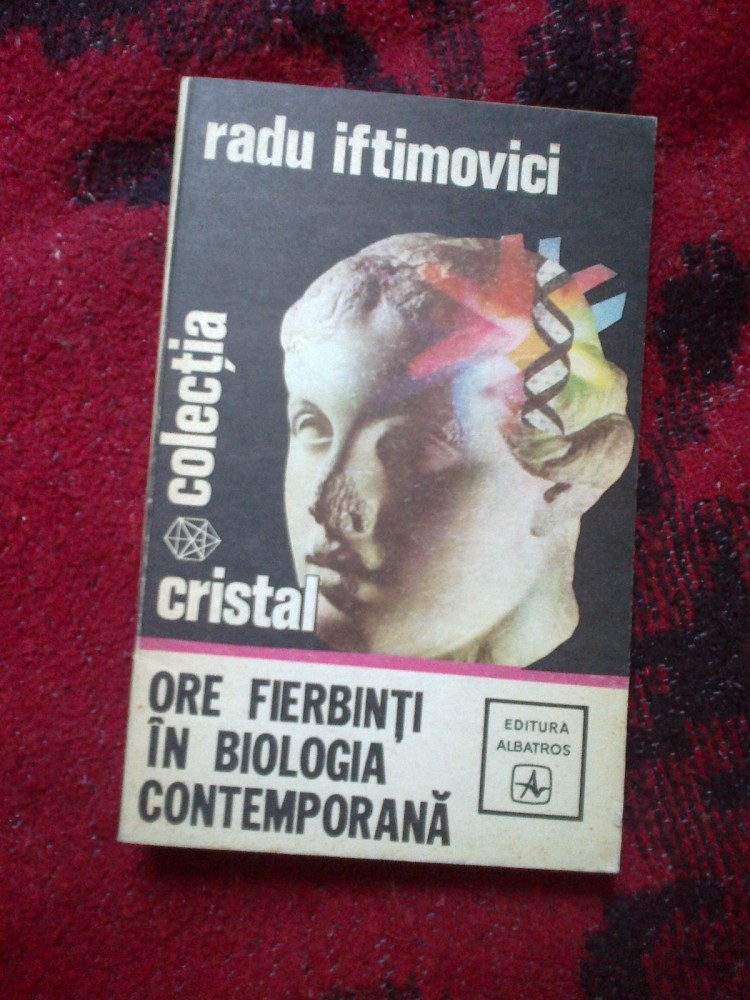 radu iftimovici
colecția
cristal
ORE FIERBINȚI
ÎN BIOLOGIA
CONTEMPORANĂ
EDITURA
ALBATROS